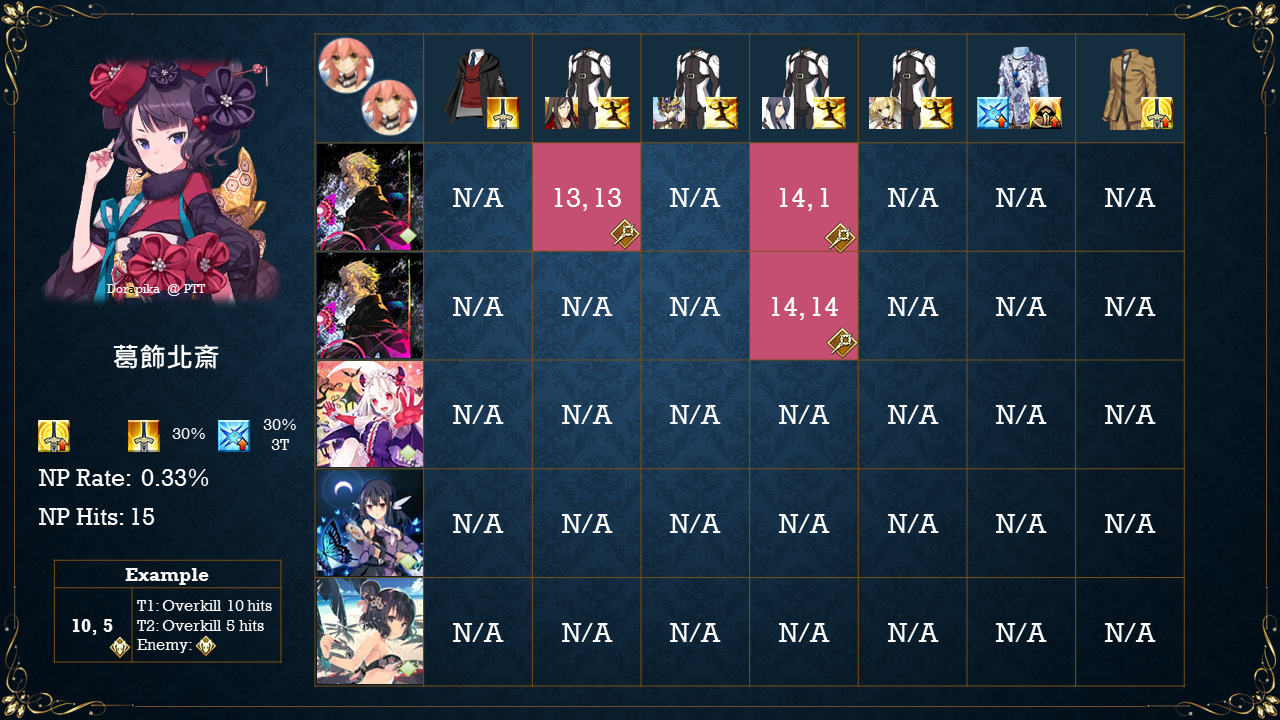 Dorapika @ PTT
葛飾北斎
30%
30%
3T
NP Rate: 0.33%
NP Hits: 15
Example
10, 5
T1: Overkill 10 hits
T2: Overkill 5 hits
Enemy:
N/A 13,13 N/A 14,1 N/A N/A N/A
N/A N/A N/A 14,14 N/A N/A N/A
N/A N/A N/A N/A N/A N/A N/A
N/A N/A N/A N/A N/A N/A N/A
N/A N/A N/A N/A N/A N/A N/A